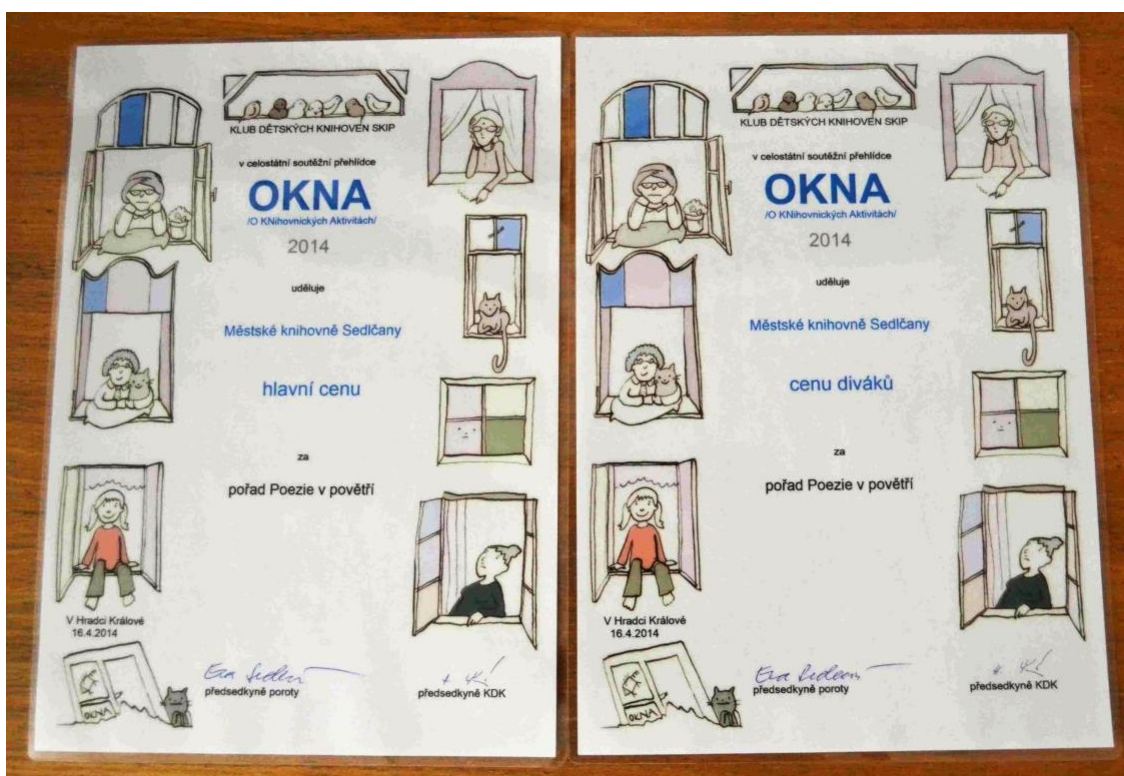 KLUB DĚTSKÝCH KNIHOVEN SKIP
v celostátní soutěžní přehlídce
OKNA
/O KNihovnických Aktivitách/
2014
uděluje
Městské knihovně Sedlčany
hlavní cenu
za
pořad Poezie v povětří
V Hradci Králové
16.4.2014
předsedkyně poroty
předsedkyně KDK
OKNA
KLUB DĚTSKÝCH KNIHOVEN SKIP
v celostátní soutěžní přehlídce
OKNA
/O KNihovnických Aktivitách/
2014
uděluje
Městské knihovně Sedlčany
cenu diváků
za
pořad Poezie v povětří
V Hradci Králové
16.4.2014
předsedkyně poroty
předsedkyně KDK
OKNA